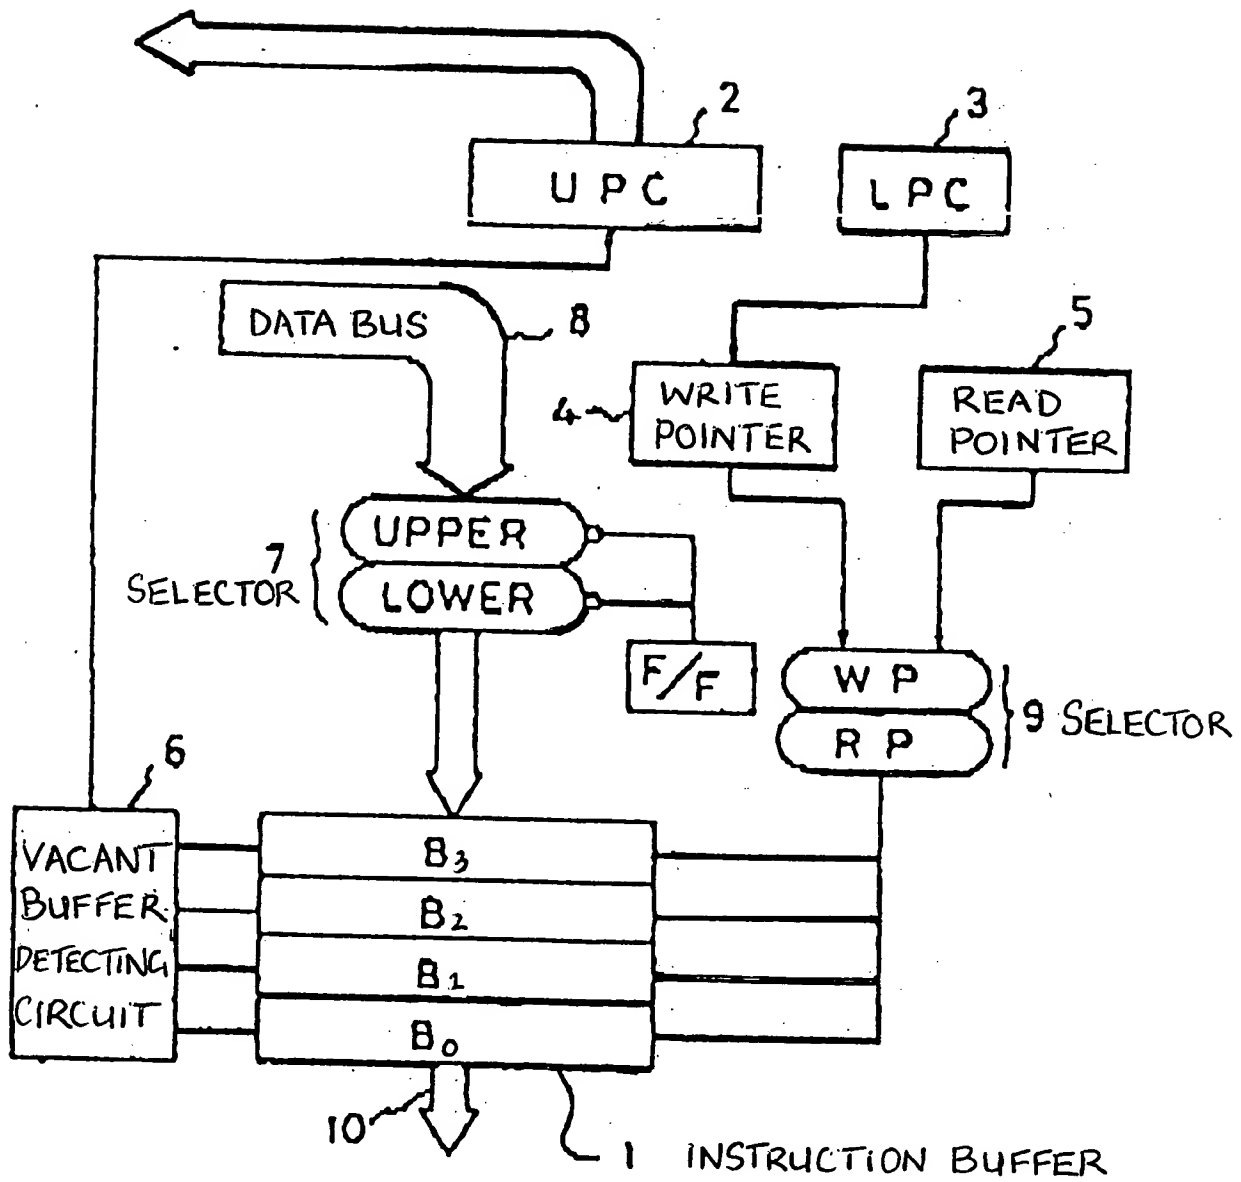 2
3
UPC
LPC
DATA BUS
8
5
4
WRITE
POINTER
READ
POINTER
UPPER
LOWER
7
SELECTOR
F/F
WP
RP
9 SELECTOR
6
VACANT
BUFFER
DETECTING
CIRCUIT
B3
B2
B1
B0
10
1 INSTRUCTION BUFFER